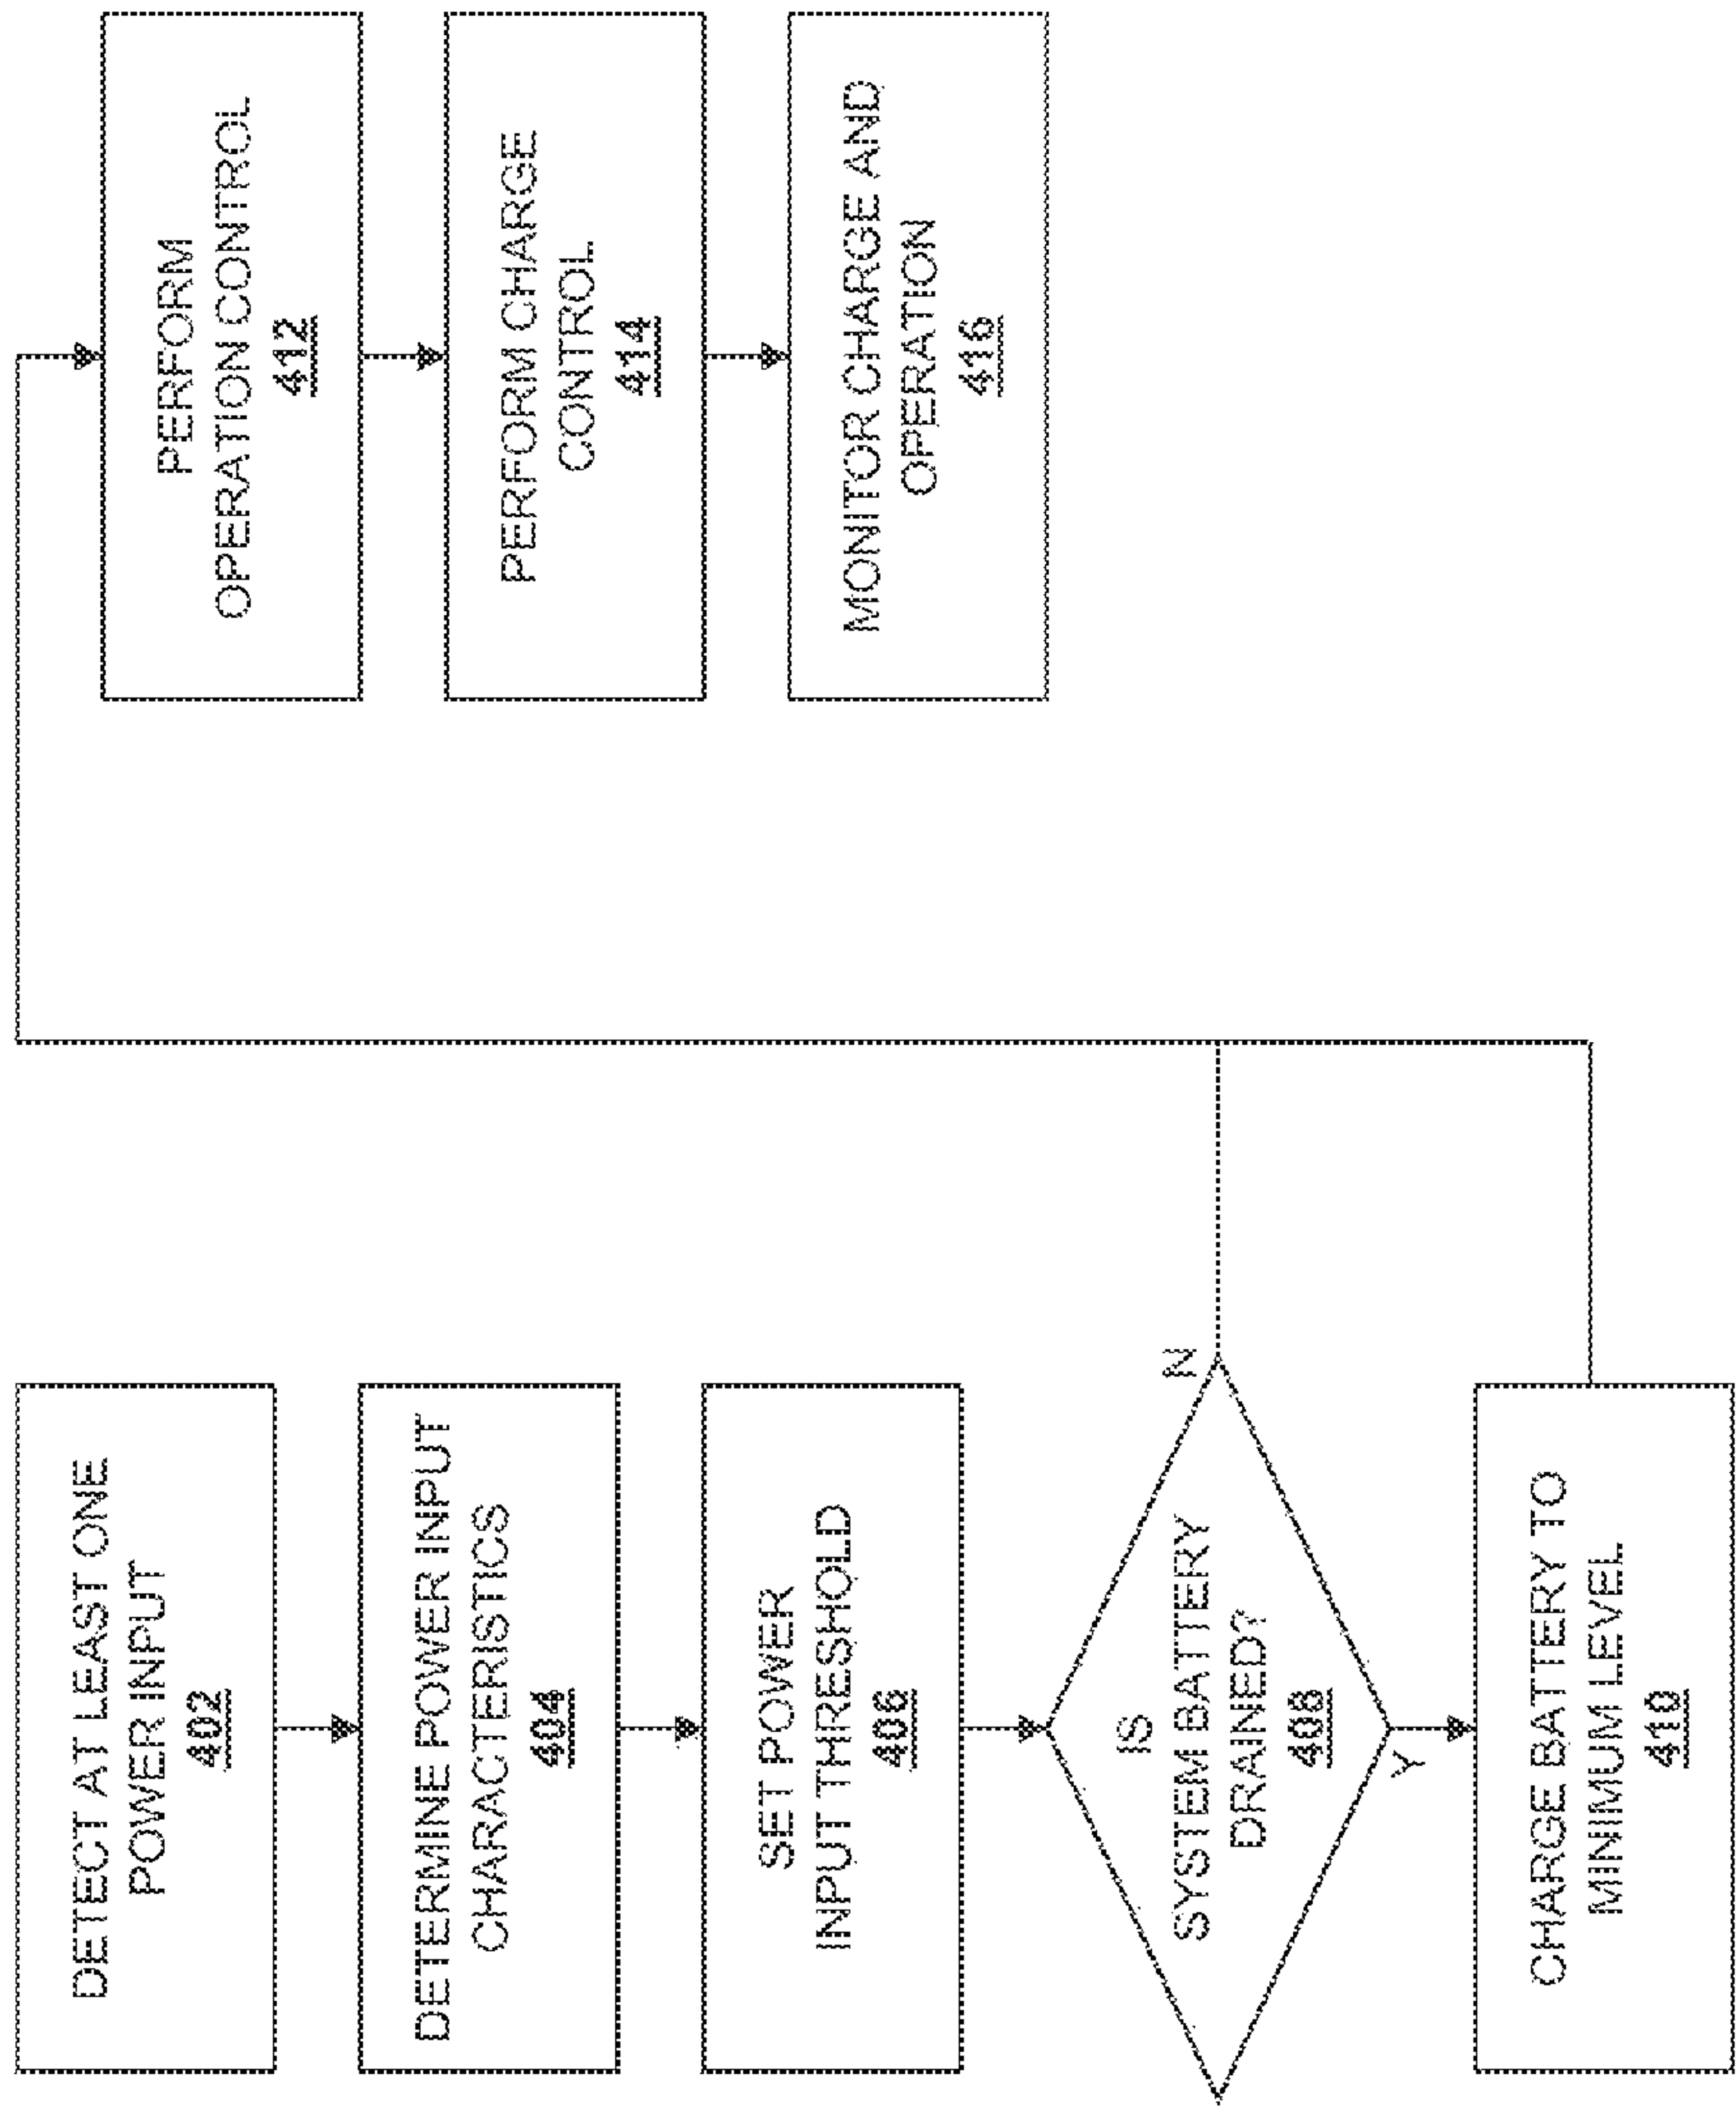 DETECT AT LEAST ONE
POWER INPUT
402
DETERMINE POWER INPUT
CHARACTERISTICS
404
SET POWER
INPUT THRESHOLD
406
IS
SYSTEM BATTERY
DRAINED?
408
N
Y
CHARGE BATTERY TO
MINIMUM LEVEL
410
PERFORM
OPERATION CONTROL
412
PERFORM CHARGE
CONTROL
414
MONITOR CHARGE AND
OPERATION
416